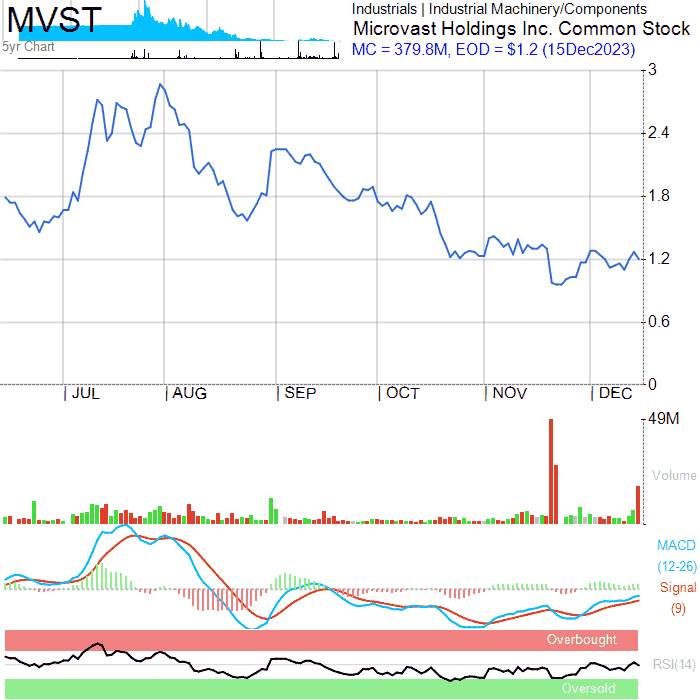 MVST
5yr Chart
Industrials | Industrial Machinery/Components
Microvast Holdings Inc. Common Stock
MC = 379.8M, EOD = $1.2 (15Dec2023)
3
2.4
1.8
1.2
0.6
0
JUL AUG SEP OCT NOV DEC
49M
Volume
MACD
(12-26)
Signal
(9)
Overbought
RSI(14)
Oversold